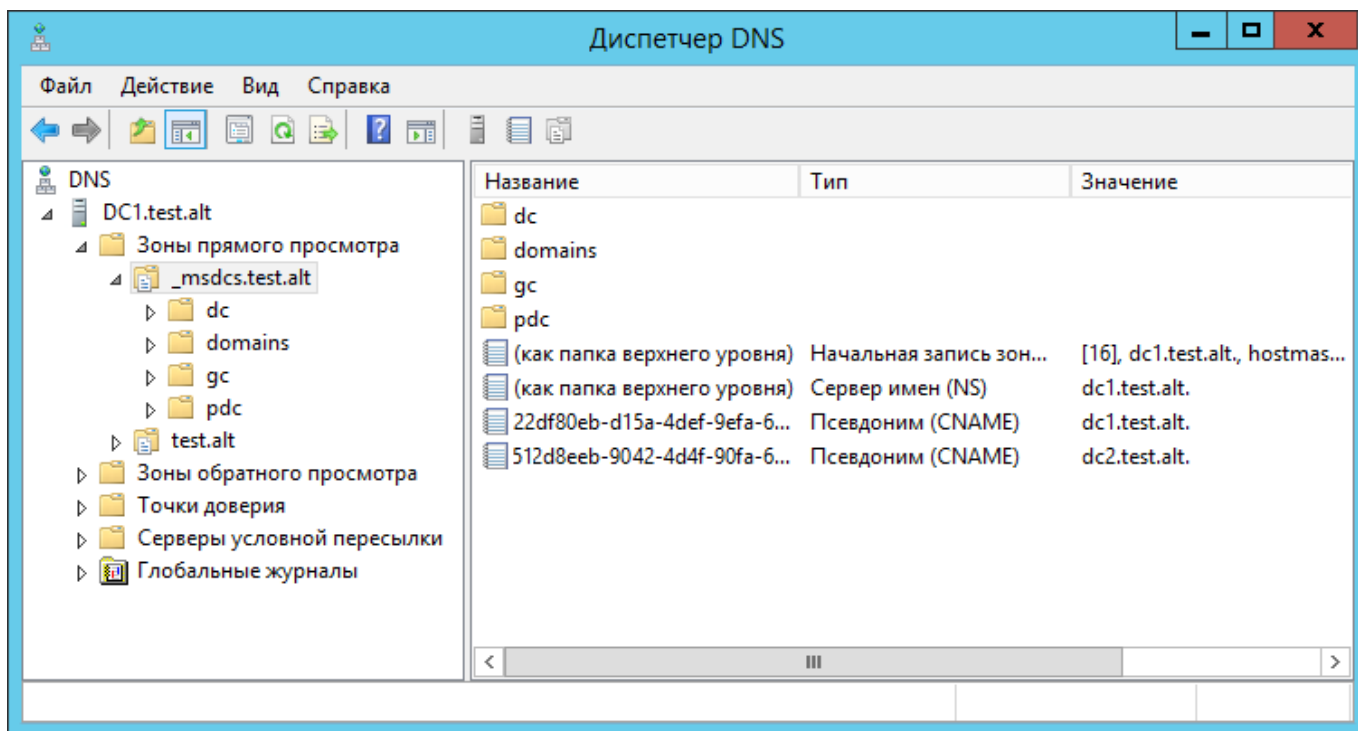 Диспетчер DNS
Файл Действие Вид Справка
DNS
DC1.test.alt
Зоны прямого просмотра
_msdcs.test.alt
dc
domains
gc
pdc
test.alt
Зоны обратного просмотра
Точки доверия
Серверы условной пересылки
Глобальные журналы
Название Тип Значение
dc
domains
gc
pdc
(как папка верхнего уровня) Начальная запись зон... [16], dc1.test.alt., hostmas...
(как папка верхнего уровня) Сервер имен (NS) dc1.test.alt.
22df80eb-d15a-4def-9efa-6... Псевдоним (CNAME) dc1.test.alt.
512d8eeb-9042-4d4f-90fa-6... Псевдоним (CNAME) dc2.test.alt.